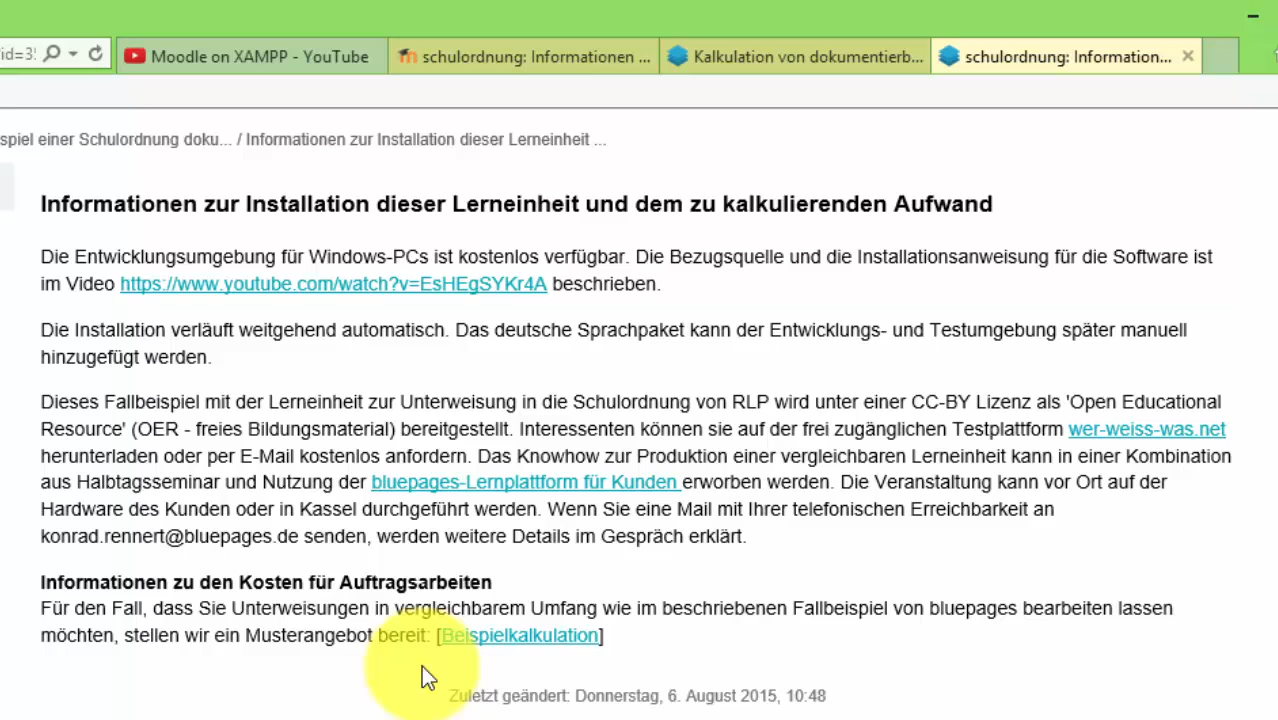 id=3
Moodle on XAMPP - YouTube
schulordnung: Informationen ...
Kalkulation von dokumentierb...
schulordnung: Information...
spiel einer Schulordnung doku... / Informationen zur Installation dieser Lerneinheit ...
Informationen zur Installation dieser Lerneinheit und dem zu kalkulierenden Aufwand
Die Entwicklungsumgebung für Windows-PCs ist kostenlos verfügbar. Die Bezugsquelle und die Installationsanweisung für die Software ist
im Video https://www.youtube.com/watch?v=EsHEgSYKr4A beschrieben.
Die Installation verläuft weitgehend automatisch. Das deutsche Sprachpaket kann der Entwicklungs- und Testumgebung später manuell
hinzugefügt werden.
Dieses Fallbeispiel mit der Lerneinheit zur Unterweisung in die Schulordnung von RLP wird unter einer CC-BY Lizenz als 'Open Educational
Resource' (OER - freies Bildungsmaterial) bereitgestellt. Interessenten können sie auf der frei zugänglichen Testplattform wer-weiss-was.net
herunterladen oder per E-Mail kostenlos anfordern. Das Knowhow zur Produktion einer vergleichbaren Lerneinheit kann in einer Kombination
aus Halbtagsseminar und Nutzung der bluepages-Lernplattform für Kunden erworben werden. Die Veranstaltung kann vor Ort auf der
Hardware des Kunden oder in Kassel durchgeführt werden. Wenn Sie eine Mail mit Ihrer telefonischen Erreichbarkeit an
konrad.rennert@bluepages.de senden, werden weitere Details im Gespräch erklärt.
Informationen zu den Kosten für Auftragsarbeiten
Für den Fall, dass Sie Unterweisungen in vergleichbarem Umfang wie im beschriebenen Fallbeispiel von bluepages bearbeiten lassen
möchten, stellen wir ein Musterangebot bereit: [Beispielkalkulation]
Zuletzt geändert: Donnerstag, 6. August 2015, 10:48